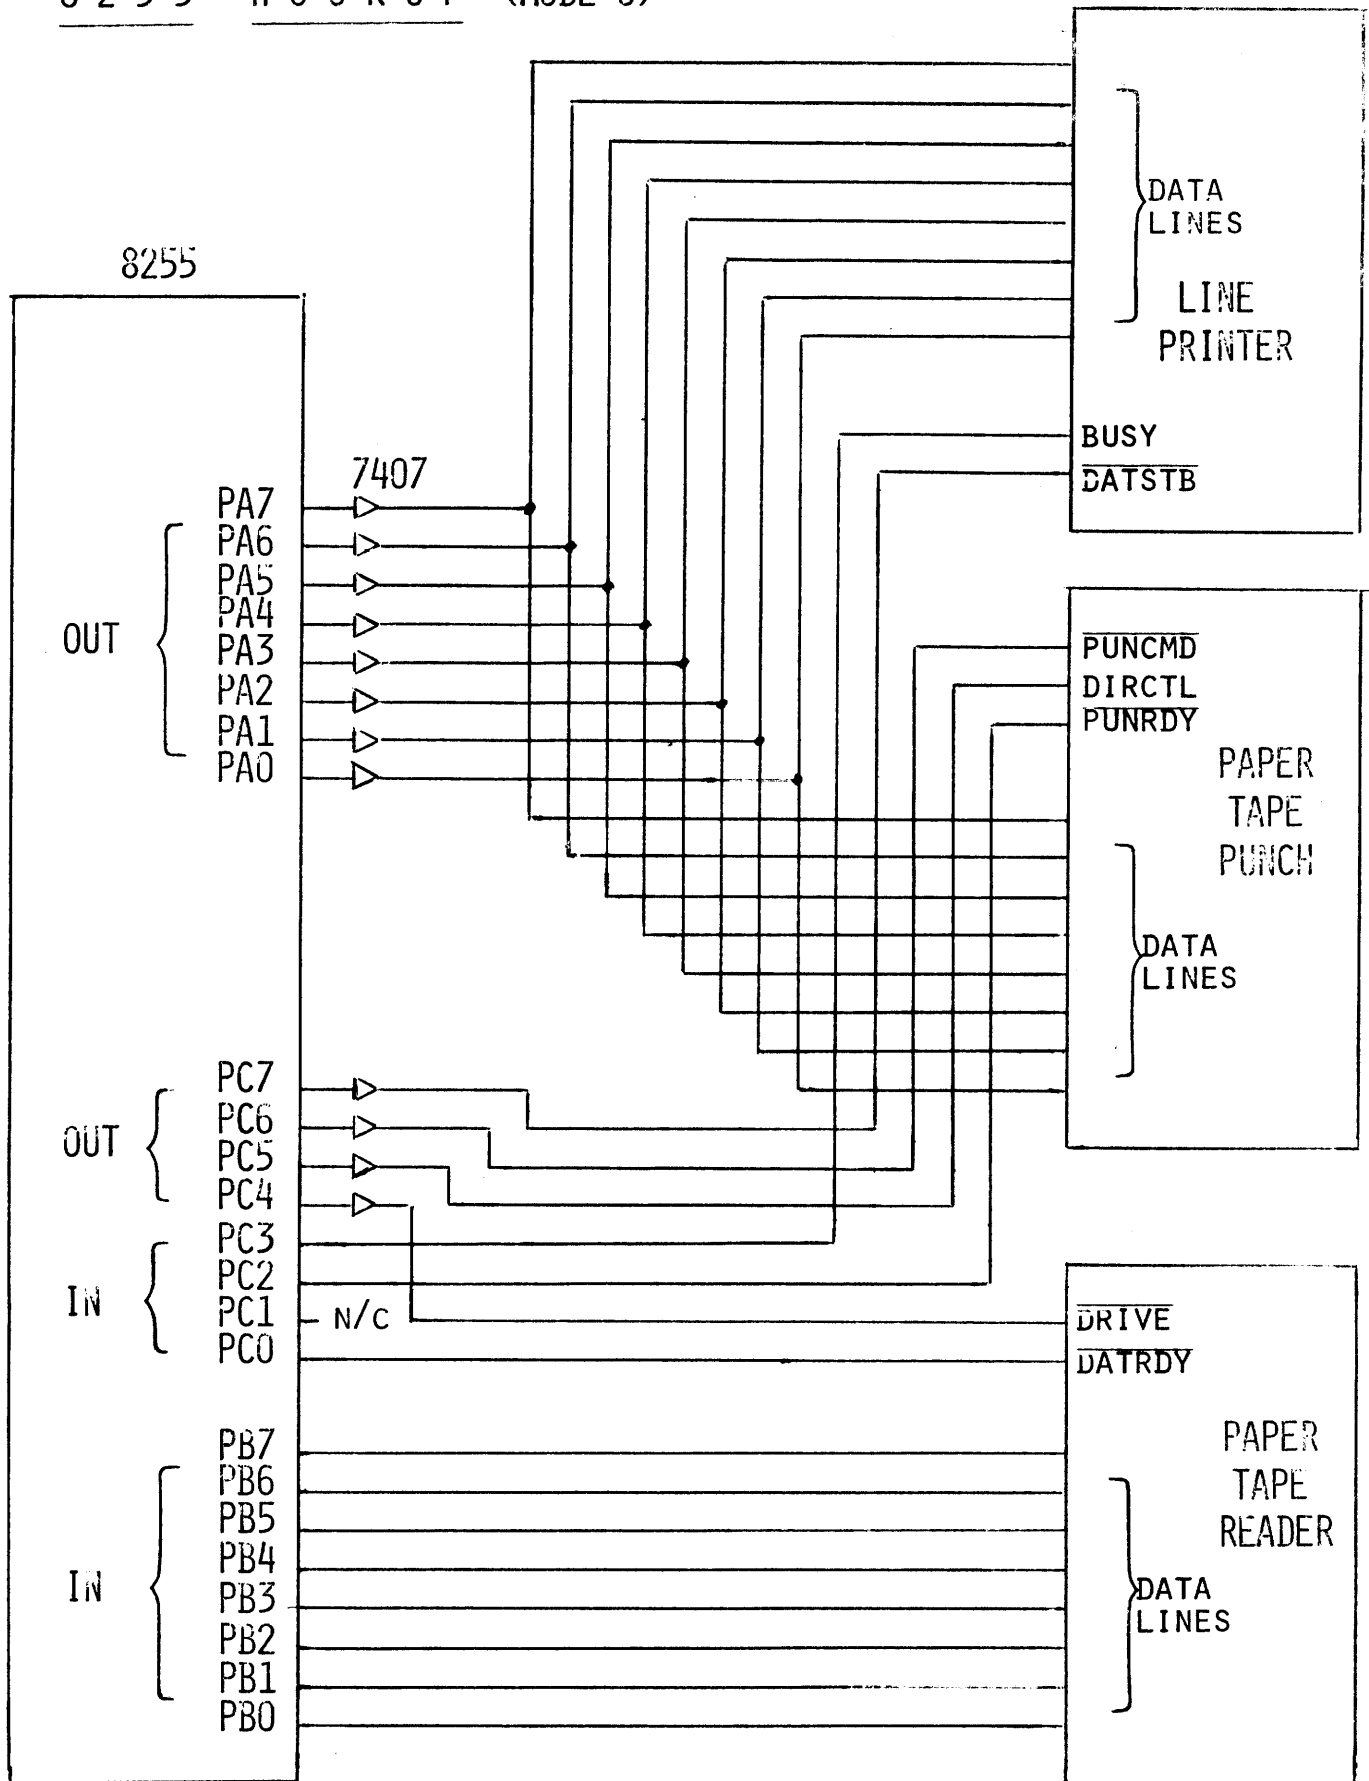 8255
DATA
LINES
LINE
PRINTER
BUSY
DATSTB
7407
PA7
PA6
PA5
PA4
PA3
PA2
PA1
PA0
OUT
PUNCMD
DIRCTL
PUNRDY
PAPER
TAPE
PUNCH
DATA
LINES
PC7
PC6
PC5
PC4
OUT
PC3
PC2
PC1
PC0
IN
N/C
DRIVE
DATRDY
PB7
PB6
PB5
PB4
PB3
PB2
PB1
PB0
IN
PAPER
TAPE
READER
DATA
LINES